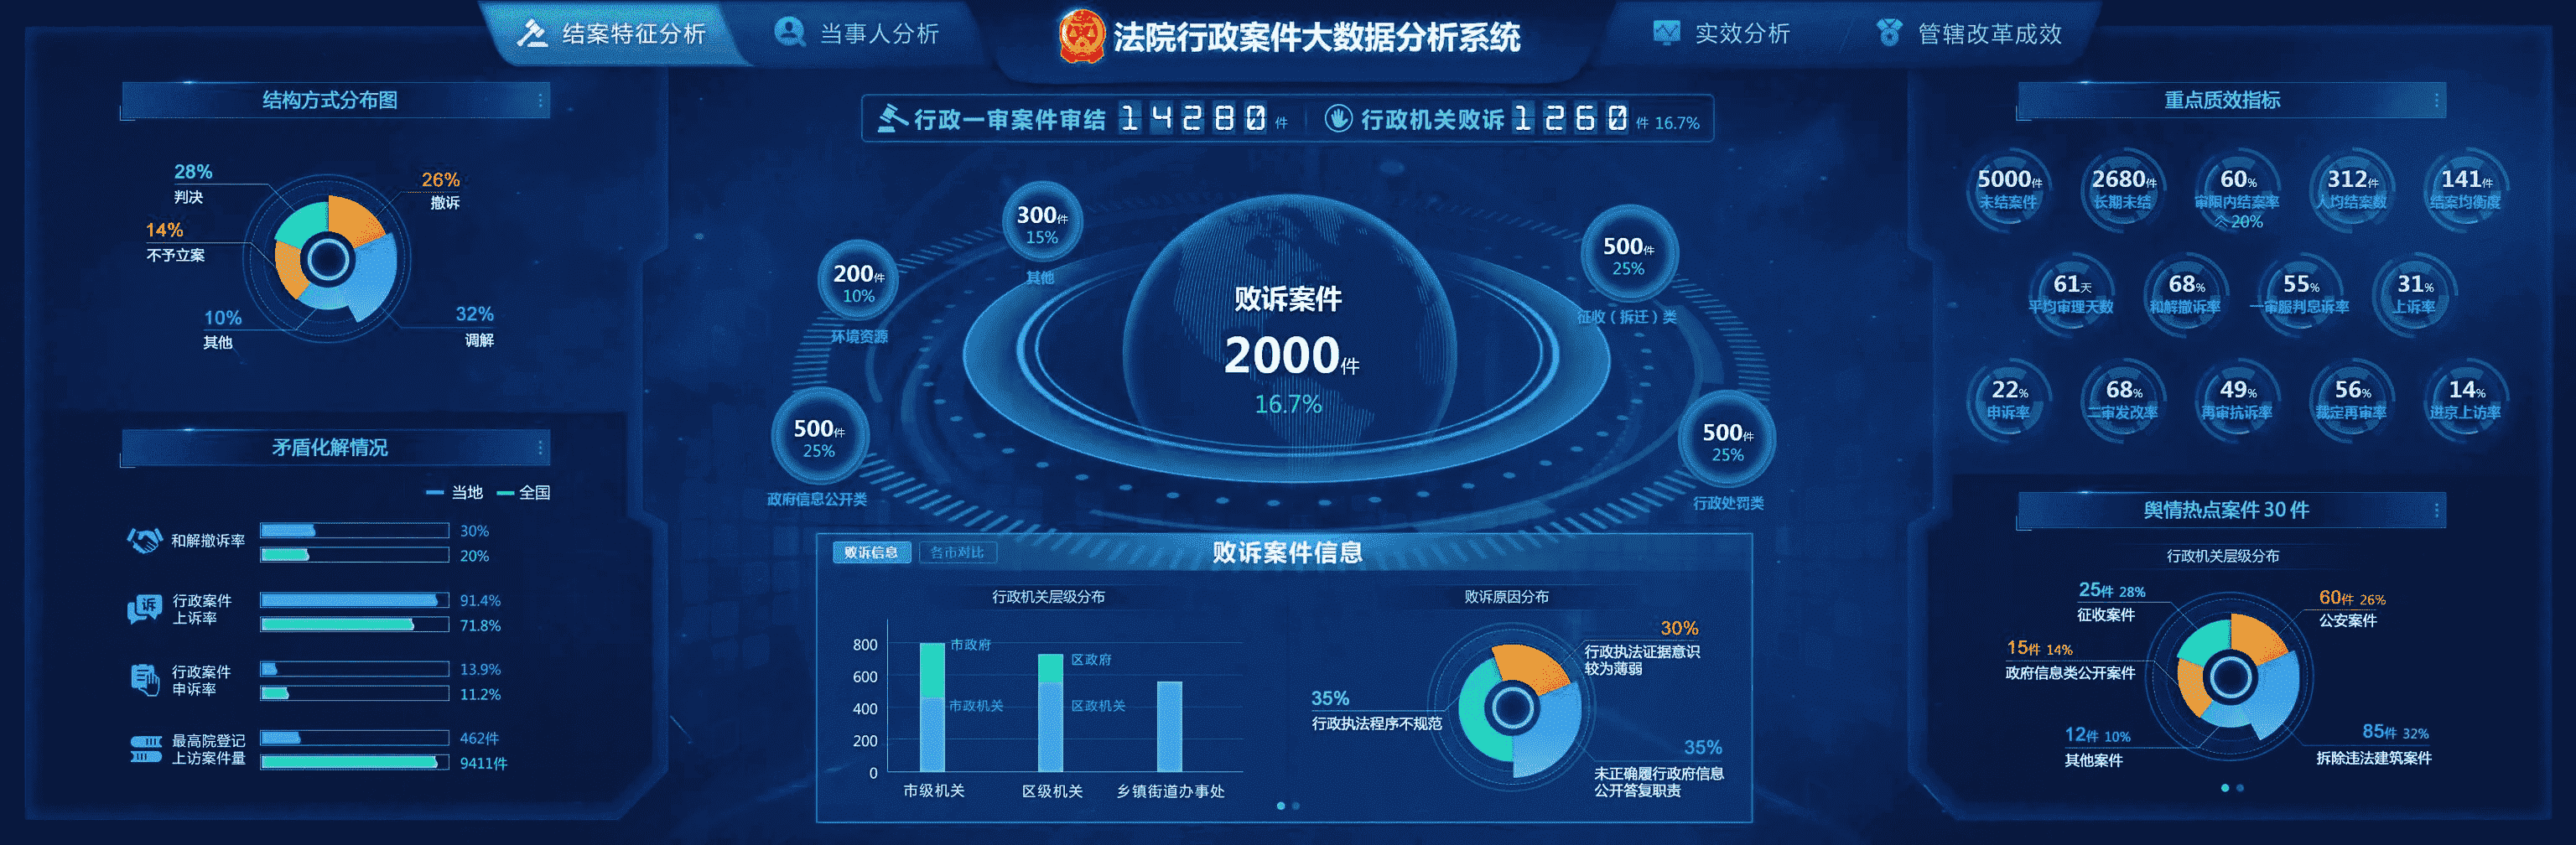 结案特征分析
当事人分析
法院行政案件大数据分析系统
实效分析
管辖改革成效
行政一审案件审结 14280 件
行政机关败诉 1260 件 16.7%
结构方式分布图
28%
判决
26%
撤诉
14%
不予立案
10%
其他
32%
调解
矛盾化解情况
当地 全国
和解撤诉率
30%
20%
行政案件
上诉率
诉
91.4%
71.8%
行政案件
申诉率
13.9%
11.2%
最高院登记
上访案件量
462件
9411件
300件
15%
其他
200件
10%
环境资源
500件
25%
政府信息公开类
败诉案件
2000件
16.7%
500件
25%
征收（拆迁）类
500件
25%
行政处罚类
败诉信息
各市对比
败诉案件信息
行政机关层级分布
800
600
400
200
0
市政府
市政机关
区政府
区政机关
市级机关
区级机关
乡镇街道办事处
败诉原因分布
30%
行政执法证据意识
较为薄弱
35%
行政执法程序不规范
35%
未正确履行政府信息
公开答复职责
重点质效指标
5000件
未结案件
2680件
长期未结
60%
审限内结案率
20%
312件
人均结案数
141件
结案均衡度
61天
平均审理天数
68%
和解撤诉率
55%
一审服判息诉率
31%
上诉率
22%
申诉率
68%
二审发改率
49%
再审抗诉率
56%
裁定再审率
14%
进京上访率
舆情热点案件 30 件
行政机关层级分布
25件 28%
征收案件
60件 26%
公安案件
15件 14%
政府信息类公开案件
12件 10%
其他案件
85件 32%
拆除违法建筑案件